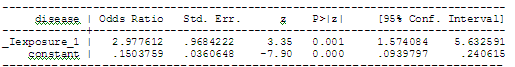 disease | Odds Ratio Std. Err. z P>|z| [95% Conf. Interval]
_Iexposure_1 | 2.977612 .9684222 3.35 0.001 1.574084 5.632591
constant | .1503759 .0360648 -7.90 0.000 .0939797 .240615